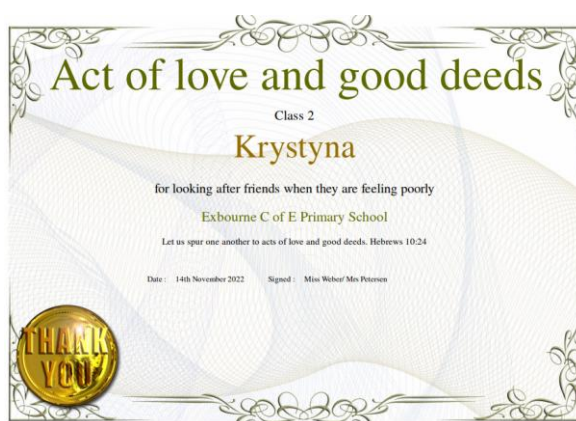 Act of love and good deeds
Class 2
Krystyna
for looking after friends when they are feeling poorly
Exbourne C of E Primary School
Let us spur one another to acts of love and good deeds. Hebrews 10:24
Date : 14th November 2022 Signed : Miss Weber/ Mrs Petersen
THANK
YOU